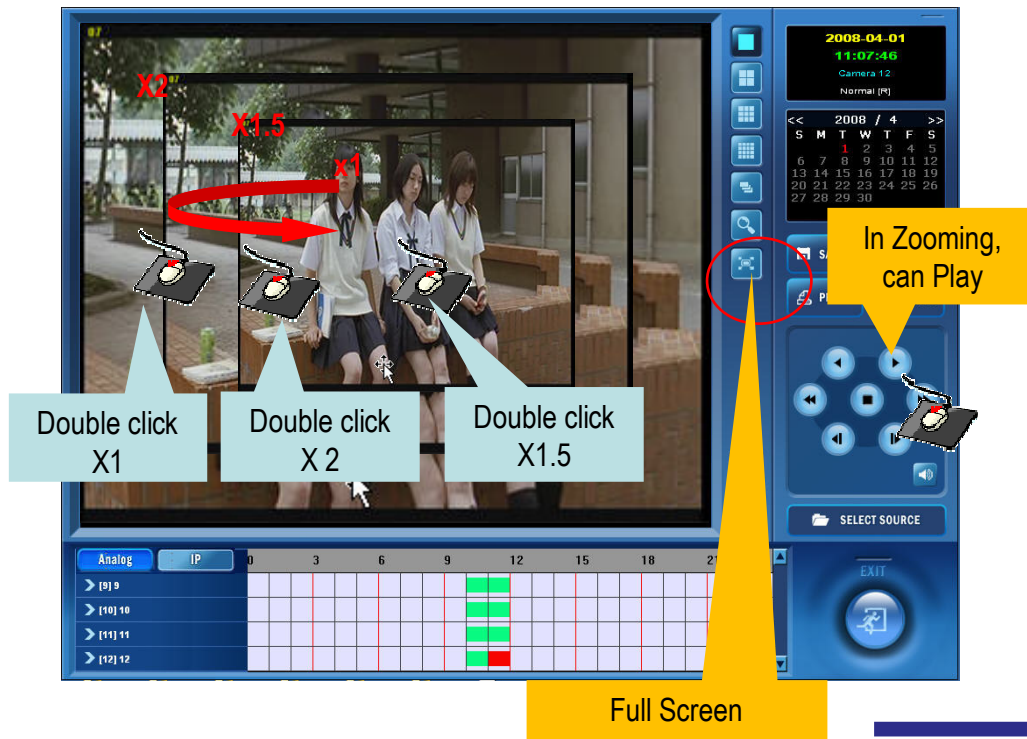 07
2008-04-01
11:07:46
Camera 12
Normal [R]
<< 2008 / 4 >>
S M T W T F S
1 2 3 4 5
6 7 8 9 10 11 12
13 14 15 16 17 18 19
20 21 22 23 24 25 26
27 28 29 30
X2
07
X1.5
x1
In Zooming,
can Play
Double click
X1
Double click
X 2
Double click
X1.5
SELECT SOURCE
Analog IP 0 3 6 9 12 15 18
EXIT
[9] 9
[10] 10
[11] 11
[12] 12
Full Screen